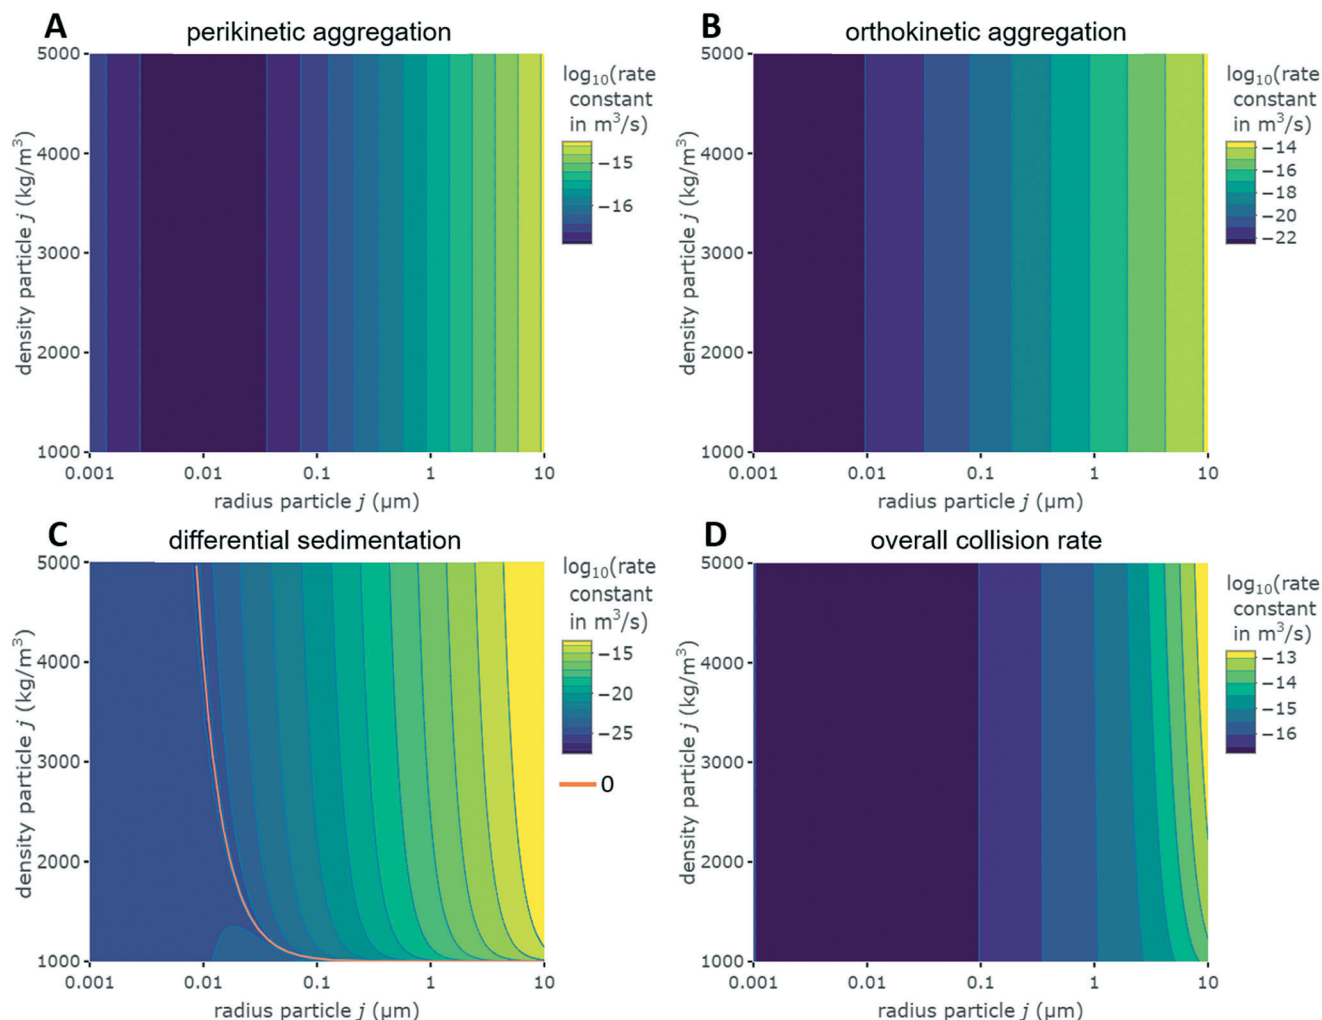 A
perikinetic aggregation
5000
4000
3000
2000
1000
density particle j (kg/m³)
0.001
0.01
0.1
1
10
radius particle j (µm)
log₁₀(rate
constant
in m³/s)
−15
−16
B
orthokinetic aggregation
5000
4000
3000
2000
1000
density particle j (kg/m³)
0.001
0.01
0.1
1
10
radius particle j (µm)
log₁₀(rate
constant
in m³/s)
−14
−16
−18
−20
−22
C
differential sedimentation
5000
4000
3000
2000
1000
density particle j (kg/m³)
0.001
0.01
0.1
1
10
radius particle j (µm)
log₁₀(rate
constant
in m³/s)
−15
−20
−25
0
D
overall collision rate
5000
4000
3000
2000
1000
density particle j (kg/m³)
0.001
0.01
0.1
1
10
radius particle j (µm)
log₁₀(rate
constant
in m³/s)
−13
−14
−15
−16